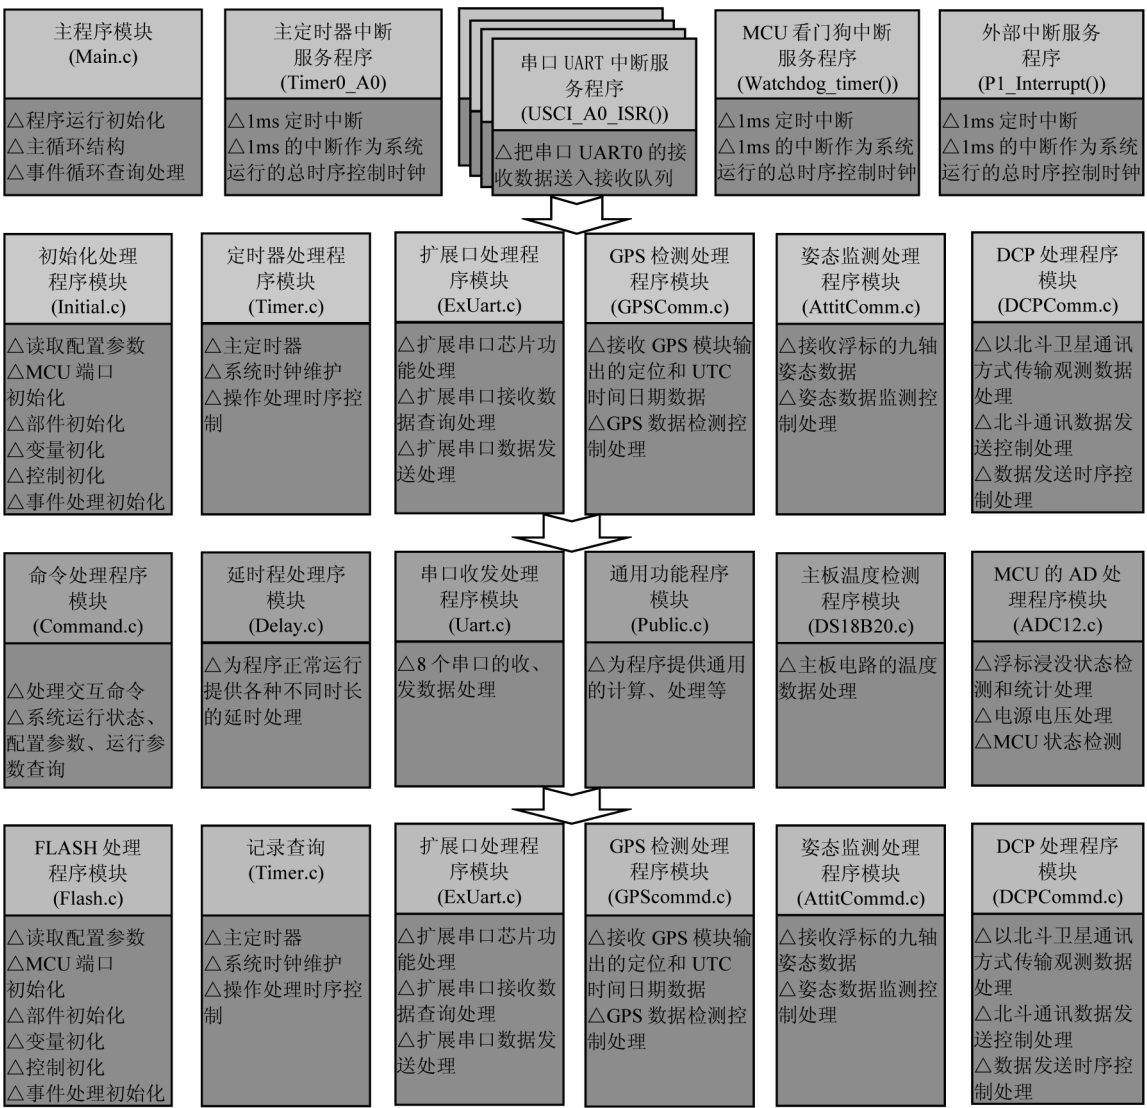 主程序模块
(Main.c)
△程序运行初始化
△主循环结构
△事件循环查询处理
主定时器中断
服务程序
(Timer0_A0)
△1ms 定时中断
△1ms 的中断作为系统
运行的总时序控制时钟
串口 UART 中断服
务程序
(USCI_A0_ISR())
△把串口 UART0 的接
收数据送入接收队列
MCU 看门狗中断
服务程序
(Watchdog_timer())
△1ms 定时中断
△1ms 的中断作为系统
运行的总时序控制时钟
外部中断服务
程序
(P1_Interrupt())
△1ms 定时中断
△1ms 的中断作为系统
运行的总时序控制时钟
初始化处理
程序模块
(Initial.c)
△读取配置参数
△MCU 端口
初始化
△部件初始化
△变量初化
△控制初化
△事件处理初始化
定时器处理程
序模块
(Timer.c)
△主定时器
△系统时钟维护
△操作处理时序控
制
扩展口处理程
序模块
(ExUart.c)
△扩展串口芯片功
能处理
△扩展串口接收数
据查询处理
△扩展串口数据发
送处理
GPS 检测处理
程序模块
(GPSComm.c)
△接收 GPS 模块输
出的定位和 UTC
时间日期数据
△GPS 数据检测控
制处理
姿态监测处理
程序模块
(AttitComm.c)
△接收浮标的九轴
姿态数据
△姿态数据监测控
制处理
DCP 处理程序
模块
(DCPComm.c)
△以北斗卫星通讯
方式传输观测数据
处理
△北斗通讯数据发
送控制处理
△数据发送时序控
制处理
命令处理程序
模块
(Command.c)
△处理交互命令
△系统运行状态、
配置参数、运行参
数查询
延时程处理序
模块
(Delay.c)
△为程序正常运行
提供各种不同时长
的延时处理
串口收发处理
程序模块
(Uart.c)
△8 个串口的收、
发数据处理
通用功能程序
模块
(Public.c)
△为程序提供通用
的计算、处理等
主板温度检测
程序模块
(DS18B20.c)
△主板电路的温度
数据处理
MCU 的 AD 处
理程序模块
(ADC12.c)
△浮标浸没状态检
测和统计处理
△电源电压处理
△MCU 状态检测
FLASH 处理
程序模块
(Flash.c)
△读取配置参数
△MCU 端口
初始化
△部件初始化
△变量初化
△控制初化
△事件处理初始化
记录查询
(Timer.c)
△主定时器
△系统时钟维护
△操作处理时序控
制
扩展口处理程
序模块
(ExUart.c)
△扩展串口芯片功
能处理
△扩展串口接收数
据查询处理
△扩展串口数据发
送处理
GPS 检测处理
程序模块
(GPScommd.c)
△接收 GPS 模块输
出的定位和 UTC
时间日期数据
△GPS 数据检测控
制处理
姿态监测处理
程序模块
(AttitCommd.c)
△接收浮标的九轴
姿态数据
△姿态数据监测控
制处理
DCP 处理程序
模块
(DCPCommd.c)
△以北斗卫星通讯
方式传输观测数据
处理
△北斗通讯数据发
送控制处理
△数据发送时序控
制处理